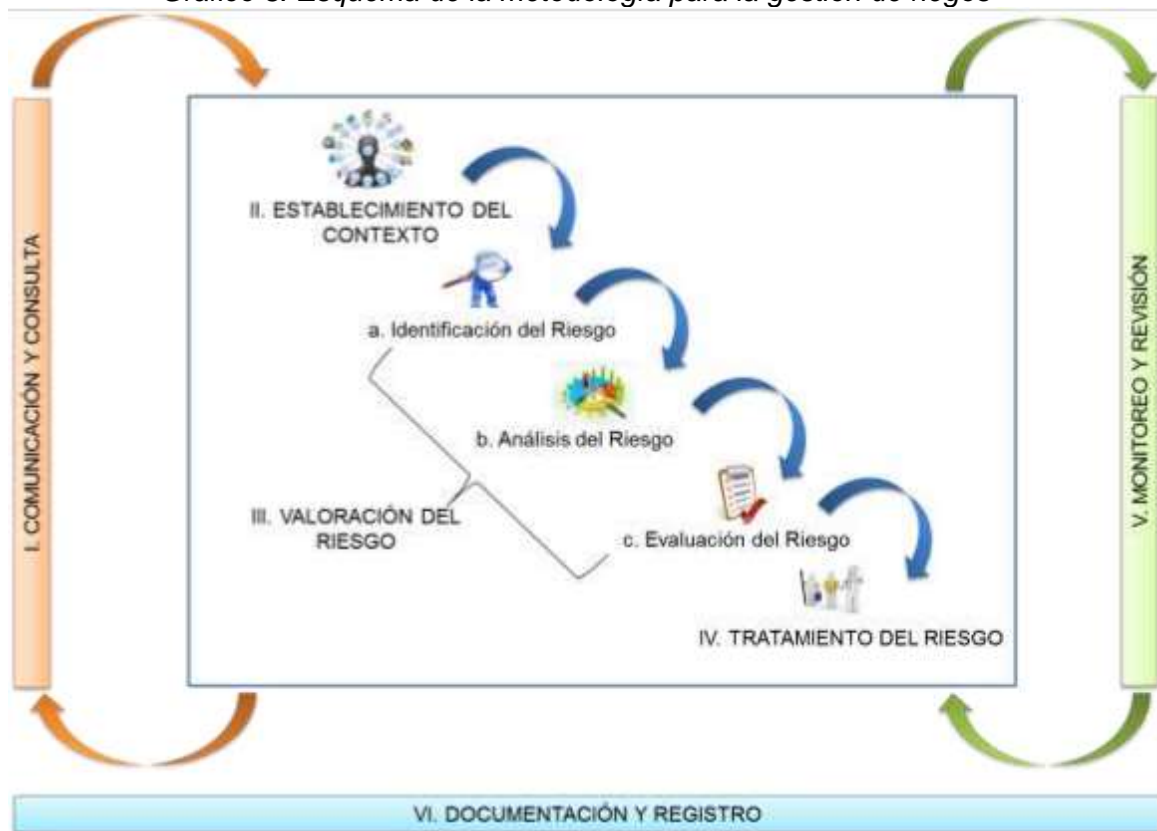 I. COMUNICACIÓN Y CONSULTA
II. ESTABLECIMIENTO DEL
CONTEXTO
a. Identificación del Riesgo
b. Análisis del Riesgo
III. VALORACIÓN DEL
RIESGO
c. Evaluación del Riesgo
IV. TRATAMIENTO DEL RIESGO
V. MONITOREO Y REVISIÓN
VI. DOCUMENTACIÓN Y REGISTRO